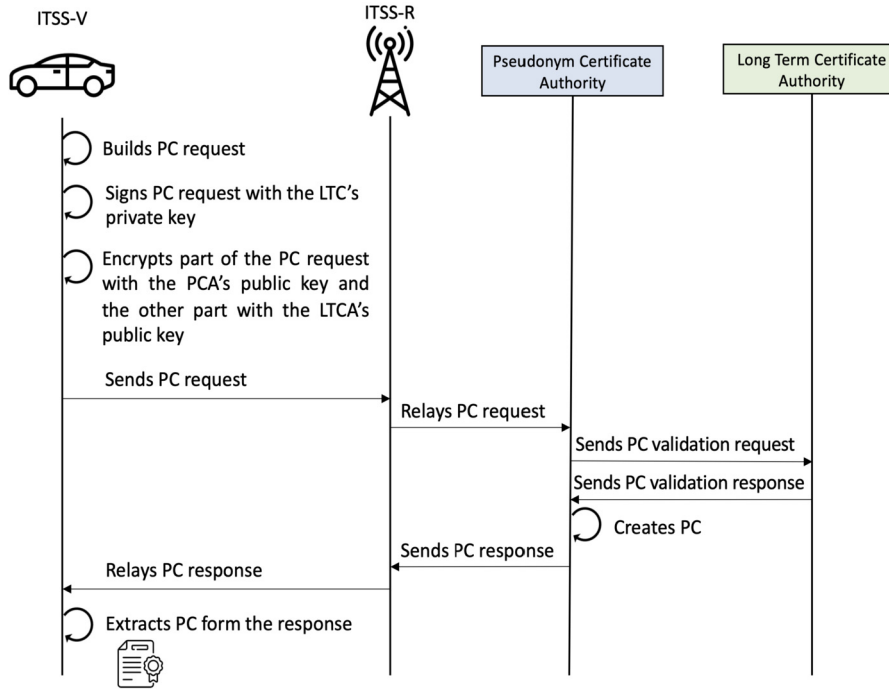 ITSS-V
ITSS-R
Pseudonym Certificate
Authority
Long Term Certificate
Authority
Builds PC request
Signs PC request with the LTC's
private key
Encrypts part of the PC request
with the PCA's public key and
the other part with the LTCA's
public key
Sends PC request
Relays PC request
Sends PC validation request
Sends PC validation response
Creates PC
Sends PC response
Relays PC response
Extracts PC form the response